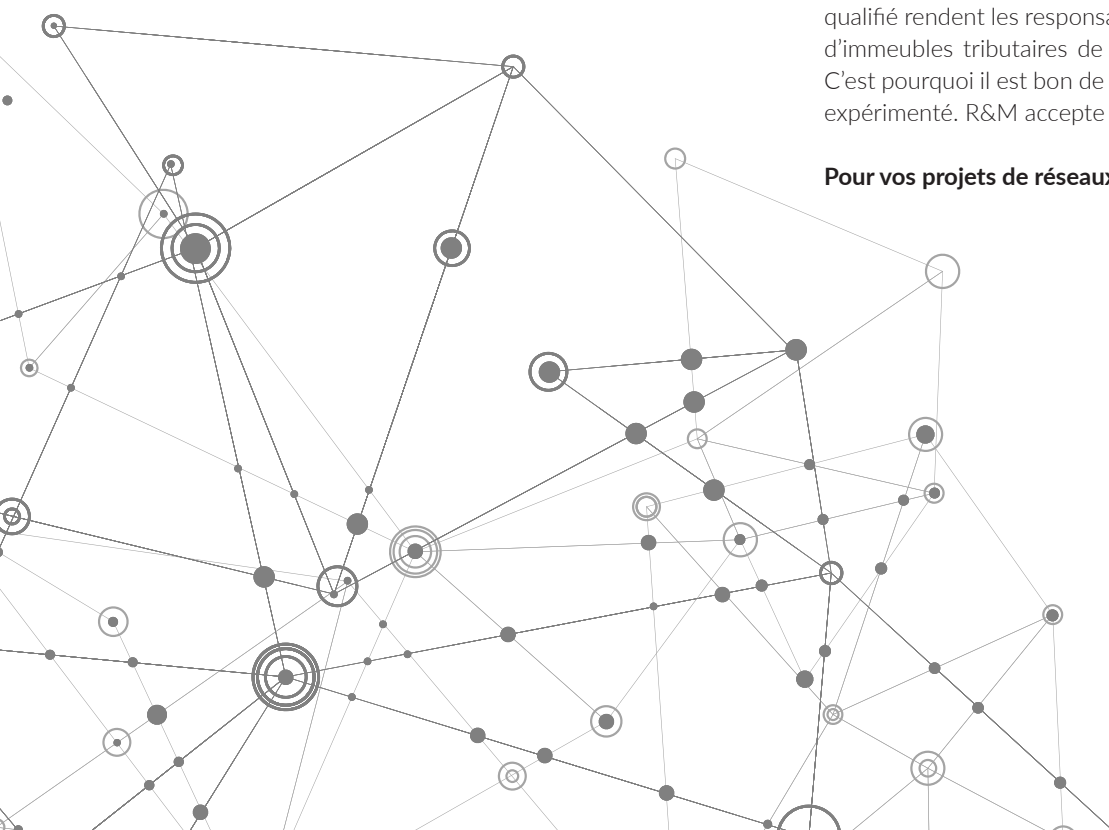 qualifié rendent les responsa
d’immeubles tributaires de
C’est pourquoi il est bon de
expérimenté. R&M accepte
Pour vos projets de réseaux